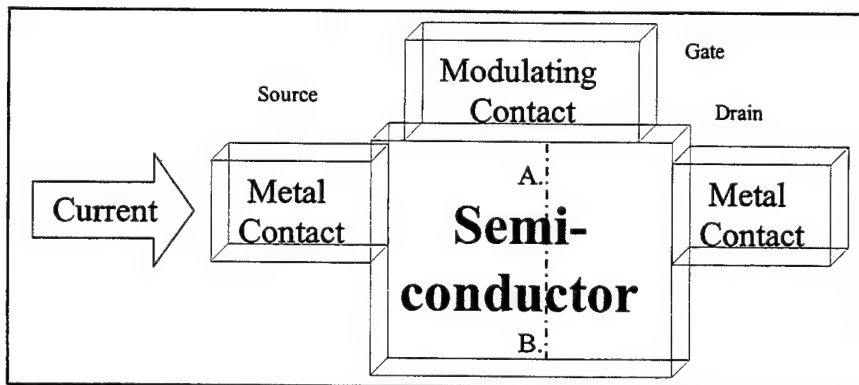 Gate
Modulating
Contact
Source
Drain
A.
Current
Metal
Contact
Semi-
conductor
Metal
Contact
B.